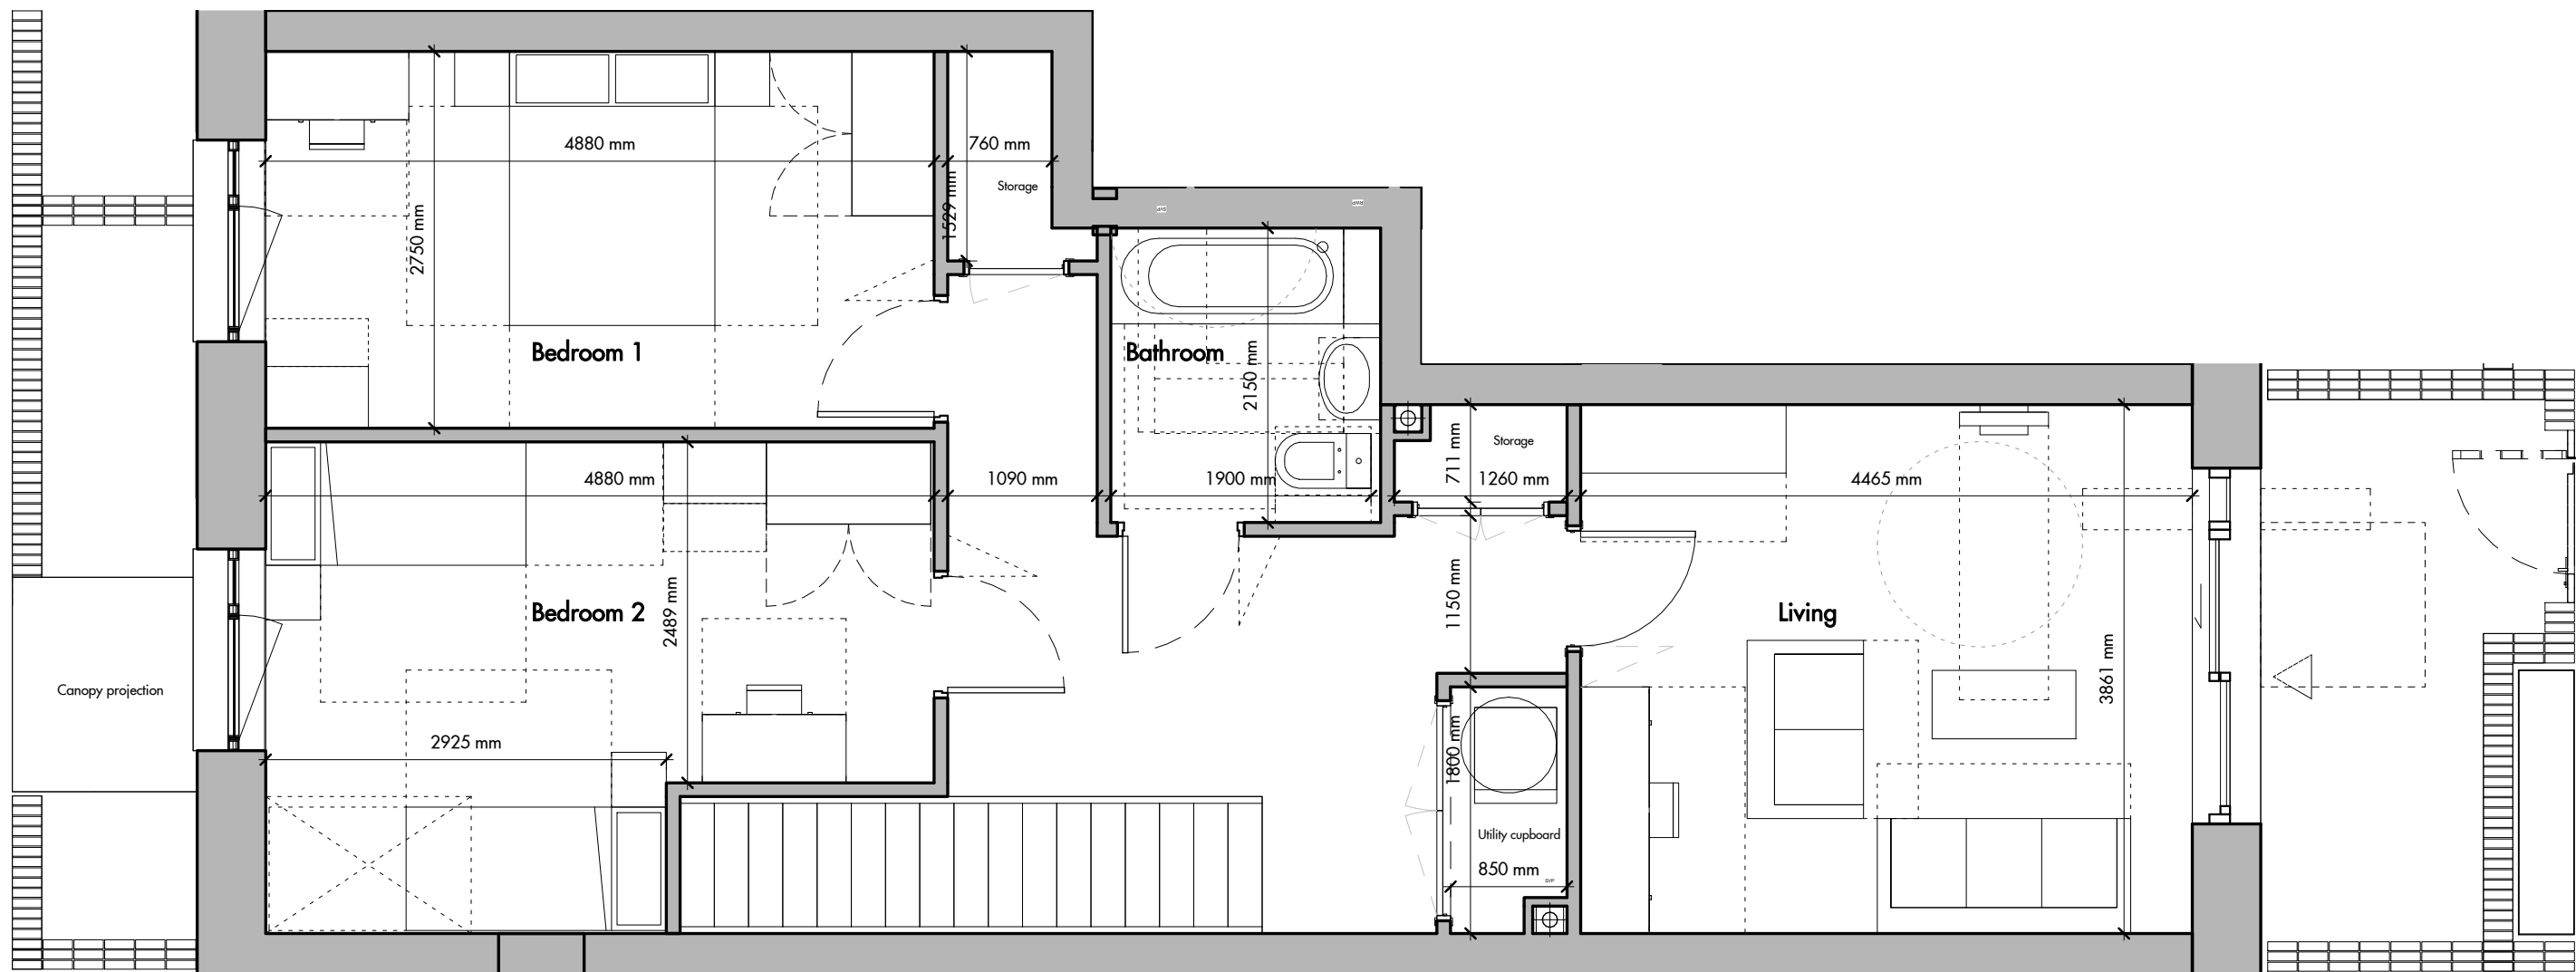 4880 mm
760 mm
Storage
1529 mm
2750 mm
Bedroom 1
Bathroom
2150 mm
4880 mm
1090 mm
1900 mm
711 mm
Storage
1260 mm
4465 mm
Bedroom 2
2489 mm
1150 mm
Living
3861 mm
Canopy projection
2925 mm
1800 mm
Utility cupboard
850 mm